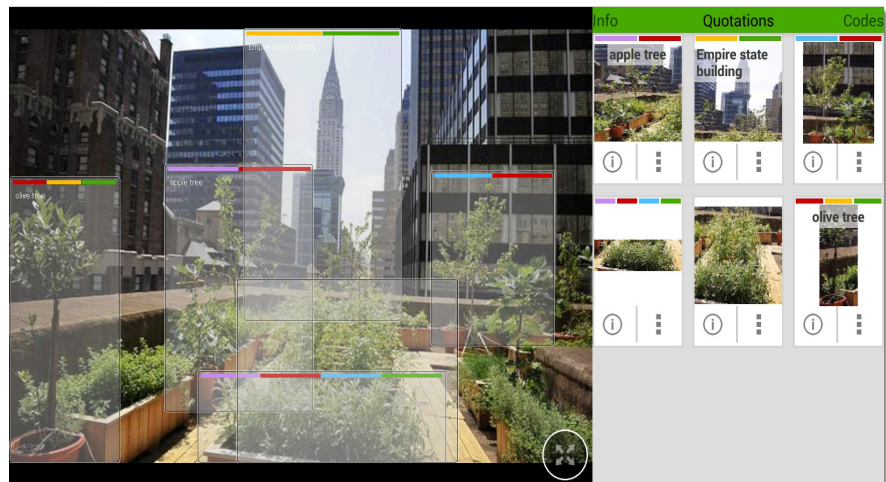 Info
Quotations
Codes
Empire state building
apple tree
olive tree
apple tree
Empire state
building
olive tree